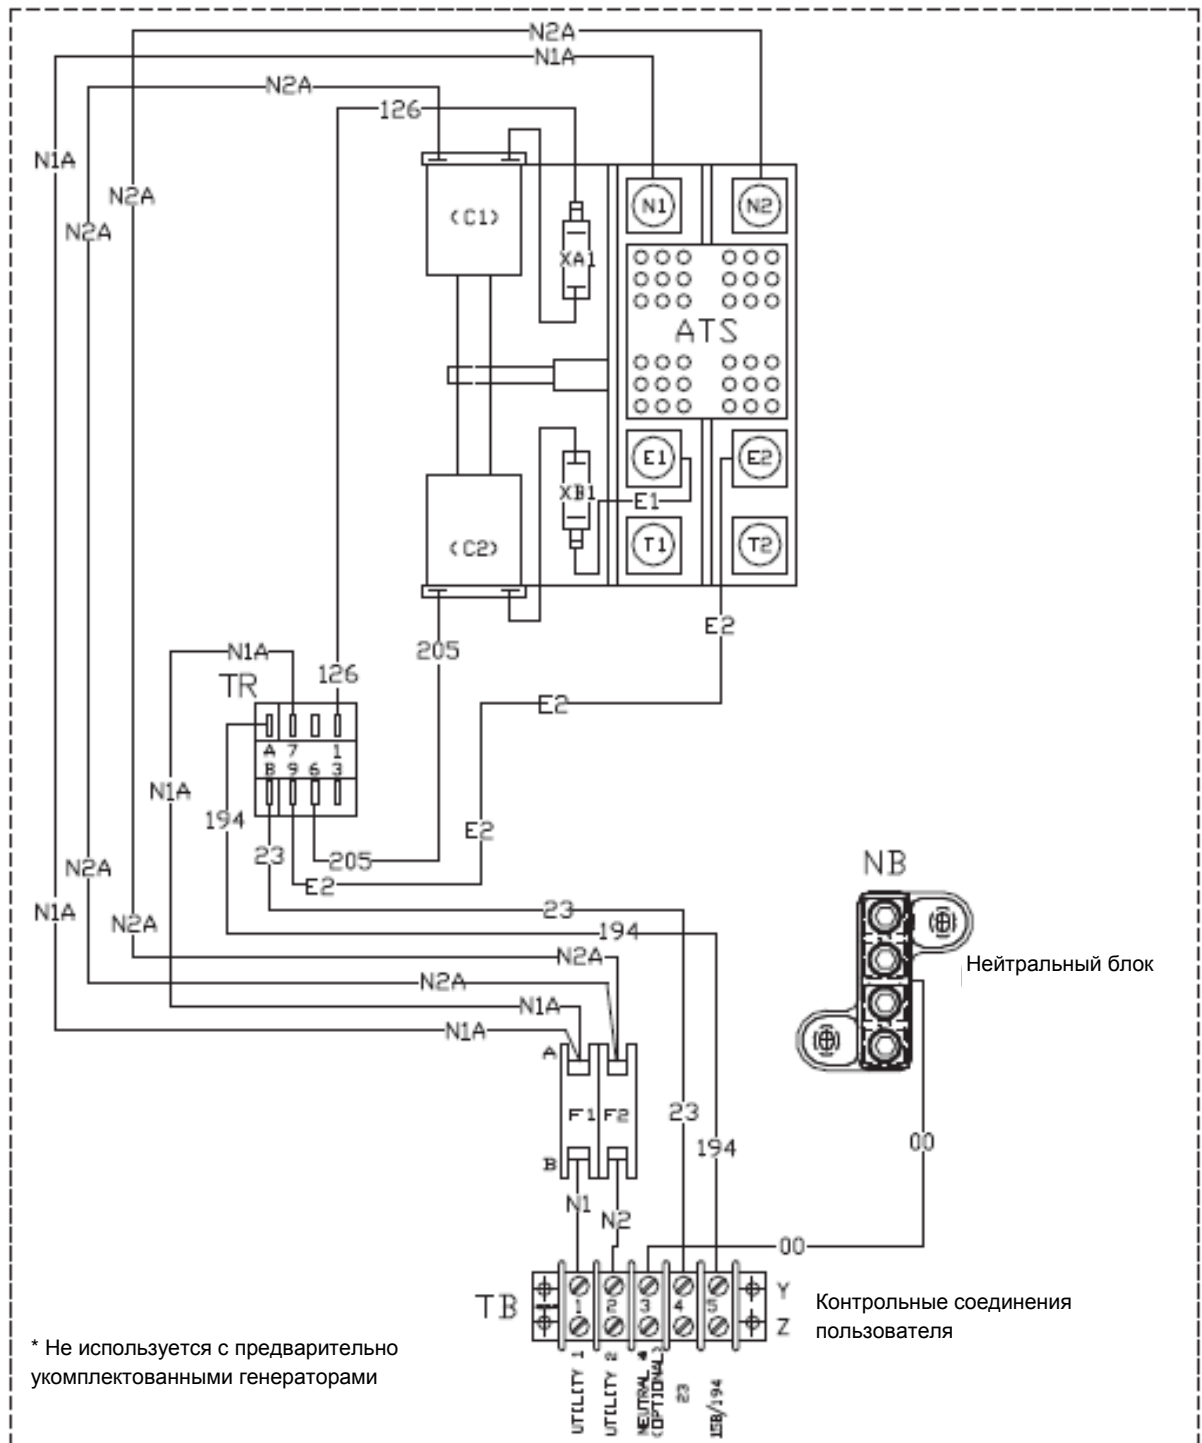 N2A
N1A
N2A
126
N1A
N2A
N2A
(C1)
N1
N2
XA1
ATS
E1
E2
XB1
E1
(C2)
T1
T2
E2
205
N1A
126
TR
E2
A 7 1
B 9 6 3
N1A
194
E2
23
205
N2A
E2
NB
N1A
23
N2A
194
N2A
Нейтральный блок
N2A
N1A
N1A
A
F1 F2
23
00
194
B
N1
N2
00
TB
1 2 3 4 5
Y
Z
Контрольные соединения
пользователя
* Не используется с предварительно
укомплектованными генераторами
UTILITY 1
UTILITY 2
NEUTRAL *
(OPTIONAL)
23
15B/194